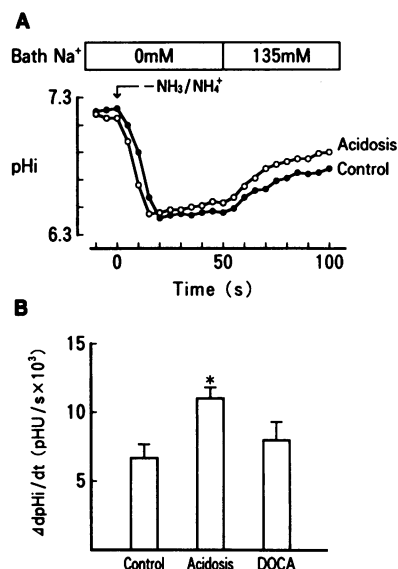 A
Bath Na+ 0mM 135mM
−NH3/NH4+
7.3
pHi
6.3
Acidosis
Control
0 50 100
Time (s)
B
ΔdpHi/dt (pHU/s×10³)
15
10
5
*
Control Acidosis DOCA